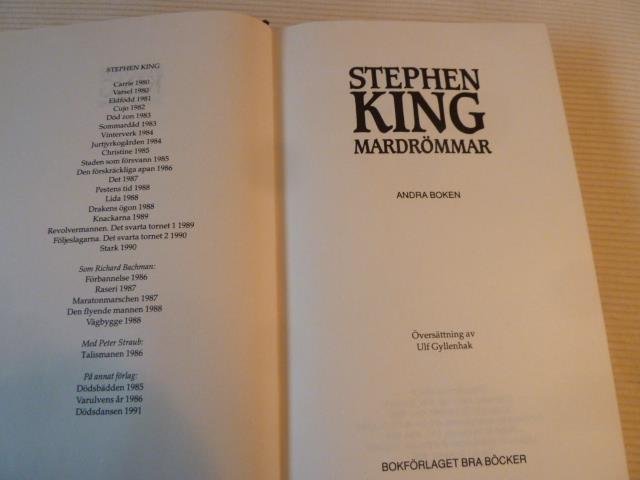 STEPHEN KING
Carrie 1980
Varsel 1980
Eldfödd 1981
Cujo 1982
Död zon 1983
Sommardåd 1983
Vinterverk 1984
Jurtjyrkogården 1984
Christine 1985
Staden som försvann 1985
Den förskräckliga apan 1986
Det 1987
Pestens tid 1988
Lida 1988
Drakens ögon 1988
Knackarna 1989
Revolvermannen. Det svarta tornet 1 1989
Följeslagarna. Det svarta tornet 2 1990
Stark 1990
Som Richard Bachman:
Förbannelse 1986
Raseri 1987
Maratonmarschen 1987
Den flyende mannen 1988
Vägbygge 1988
Med Peter Straub:
Talismanen 1986
På annat förlag:
Dödsbädden 1985
Varulvens år 1986
Dödsdansen 1991
STEPHEN
KING
MARDRÖMMAR
ANDRA BOKEN
Översättning av
Ulf Gyllenhak
BOKFÖRLAGET BRA BÖCKER